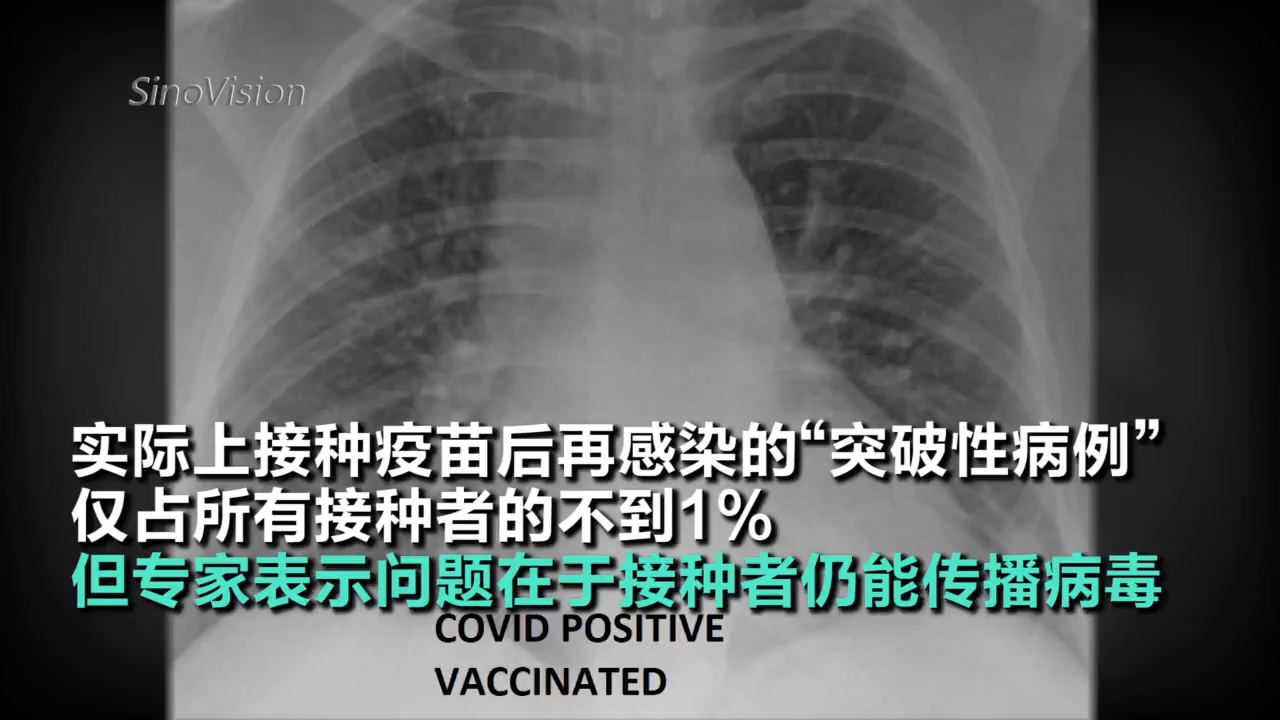 SinoVision
实际上接种疫苗后再感染的“突破性病例”
仅占所有接种者的不到1%
但专家表示问题在于接种者仍能传播病毒
COVID POSITIVE
VACCINATED